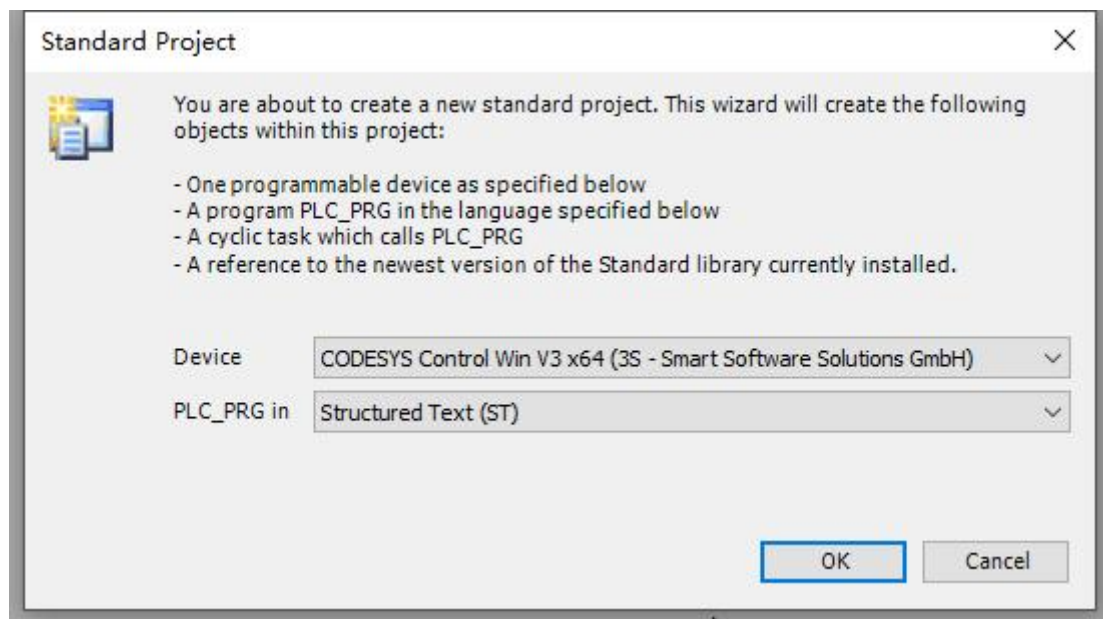 Standard Project
You are about to create a new standard project. This wizard will create the following
objects within this project:
- One programmable device as specified below
- A program PLC_PRG in the language specified below
- A cyclic task which calls PLC_PRG
- A reference to the newest version of the Standard library currently installed.
Device CODESYS Control Win V3 x64 (3S - Smart Software Solutions GmbH)
PLC_PRG in Structured Text (ST)
OK Cancel